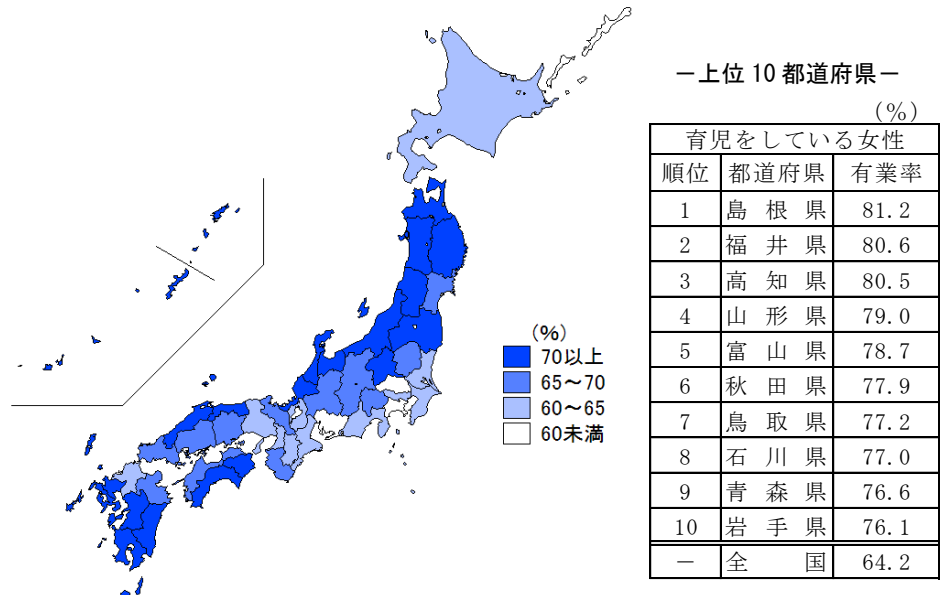 －上位 10 都道府県－
（％）
育児をしている女性
順位 都道府県 有業率
1 島根県 81.2
2 福井県 80.6
3 高知県 80.5
4 山形県 79.0
5 富山県 78.7
6 秋田県 77.9
7 鳥取県 77.2
8 石川県 77.0
9 青森県 76.6
10 岩手県 76.1
－ 全国 64.2
(%)
70以上
65～70
60～65
60未満